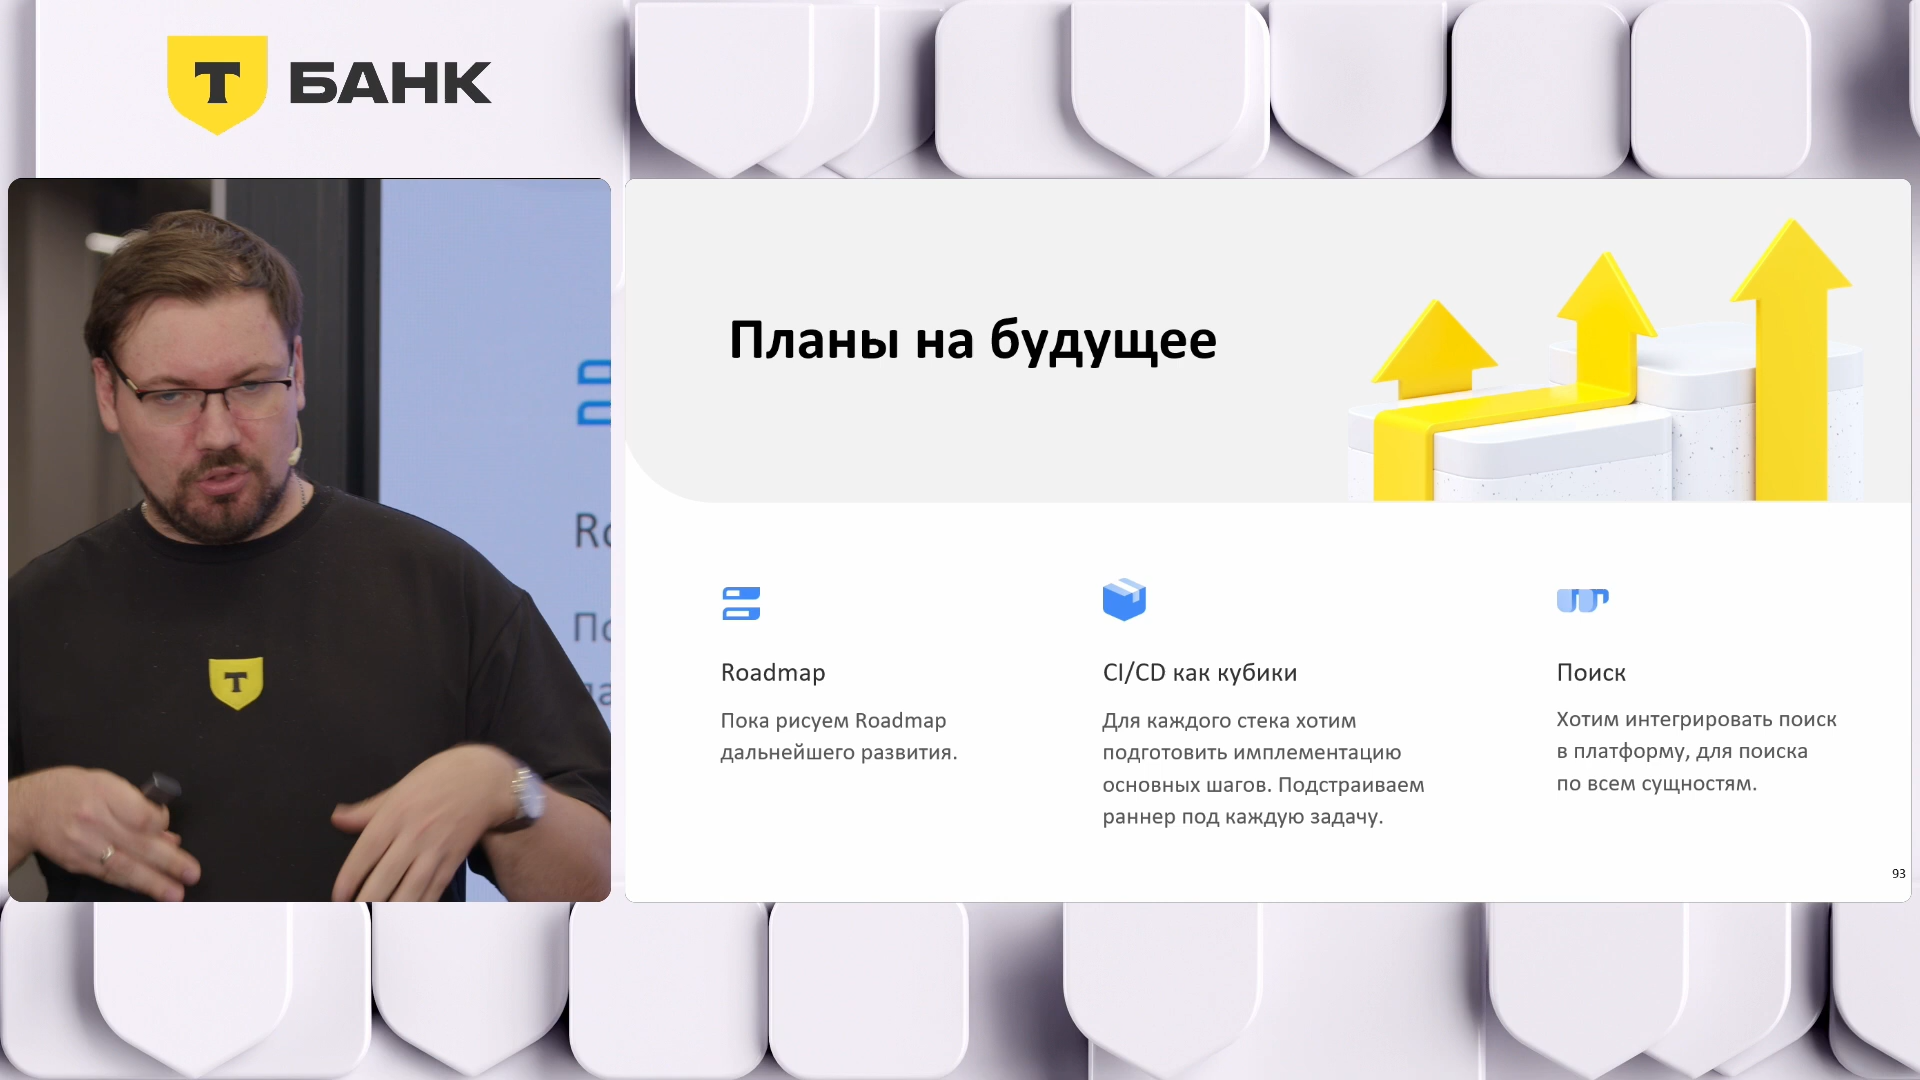 Т БАНК
Т
Планы на будущее
Roadmap
Пока рисуем Roadmap
дальнейшего развития.
CI/CD как кубики
Для каждого стека хотим
подготовить имплементацию
основных шагов. Подстраиваем
раннер под каждую задачу.
Поиск
Хотим интегрировать поиск
в платформу, для поиска
по всем сущностям.
93